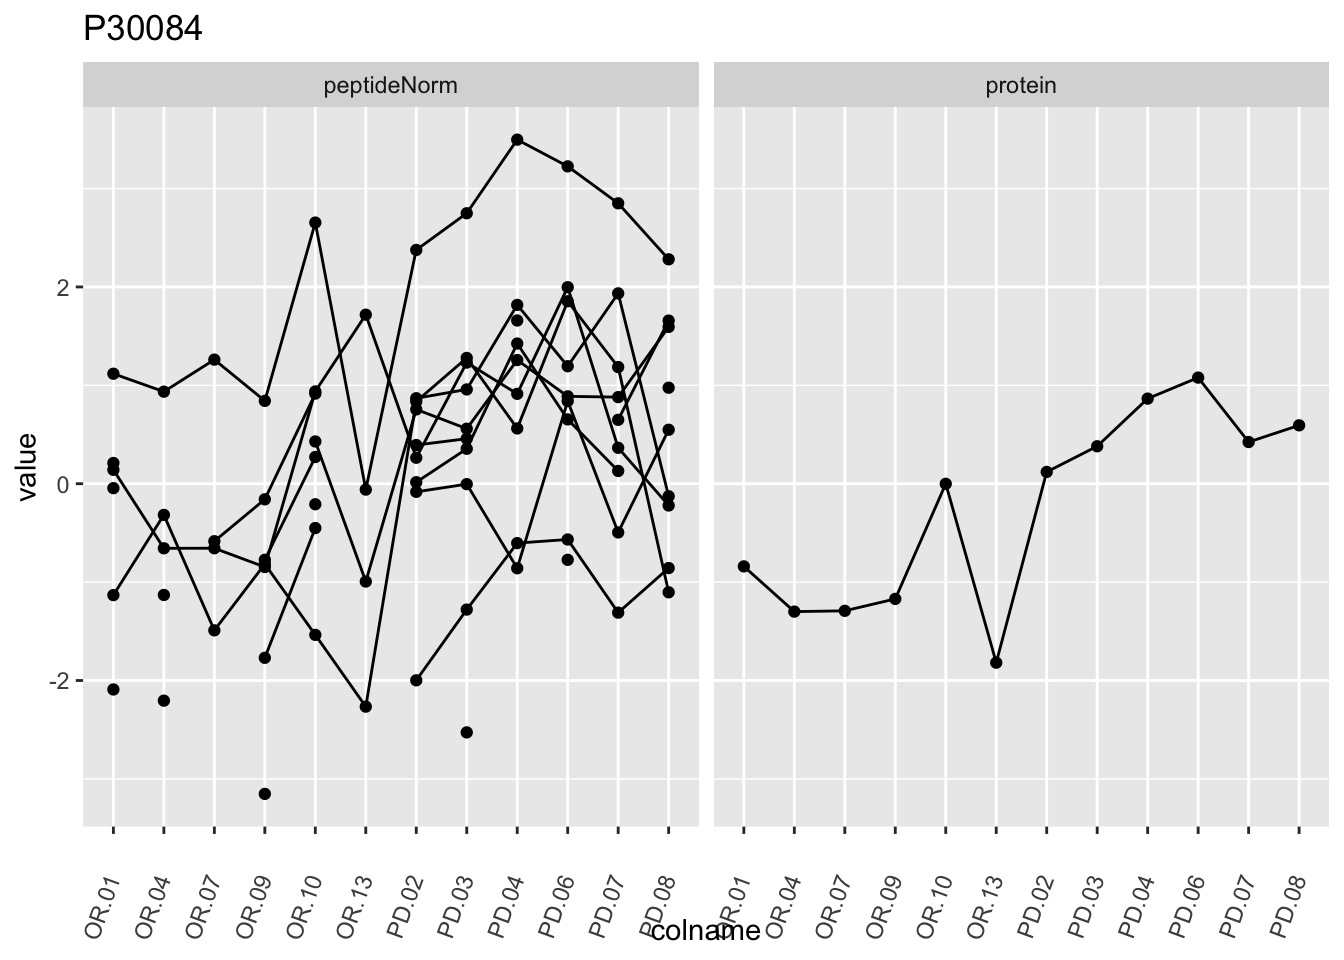 P30084
peptideNorm
protein
value
2
0
-2
OR.01 OR.04 OR.07 OR.09 OR.10 OR.13 PD.02 PD.03 PD.04 PD.06 PD.07 PD.08
OR.01 OR.04 OR.07 OR.09 OR.10 OR.13 PD.02 PD.03 PD.04 PD.06 PD.07 PD.08
colname